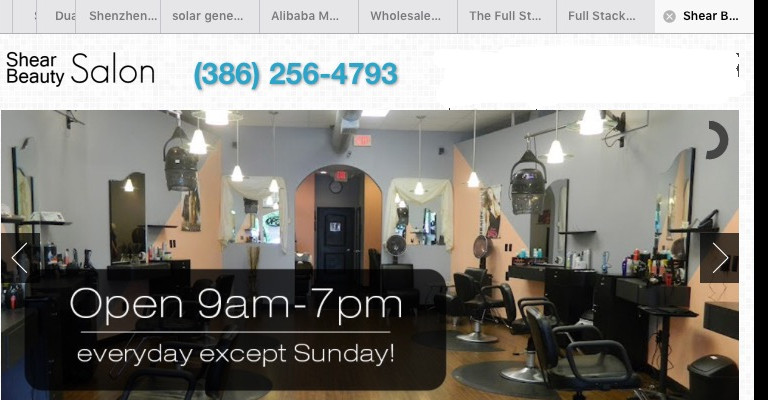 Dua
Shenzhen...
solar gene...
Alibaba M...
Wholesale...
The Full St...
Full Stack...
Shear B...
Shear
Beauty Salon
(386) 256-4793
Open 9am-7pm
everyday except Sunday!